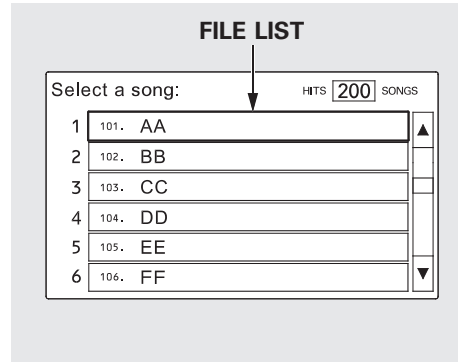 FILE LIST
Select a song: HITS 200 SONGS
1 101. AA
2 102. BB
3 103. CC
4 104. DD
5 105. EE
6 106. FF